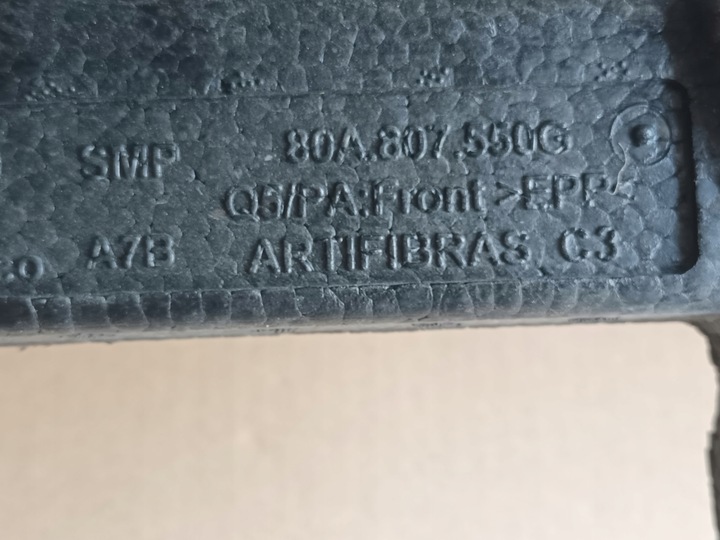 SMP 80A.807.550G
Q5/PA:Front >EPP<
A7B ARTIFIBRAS C3